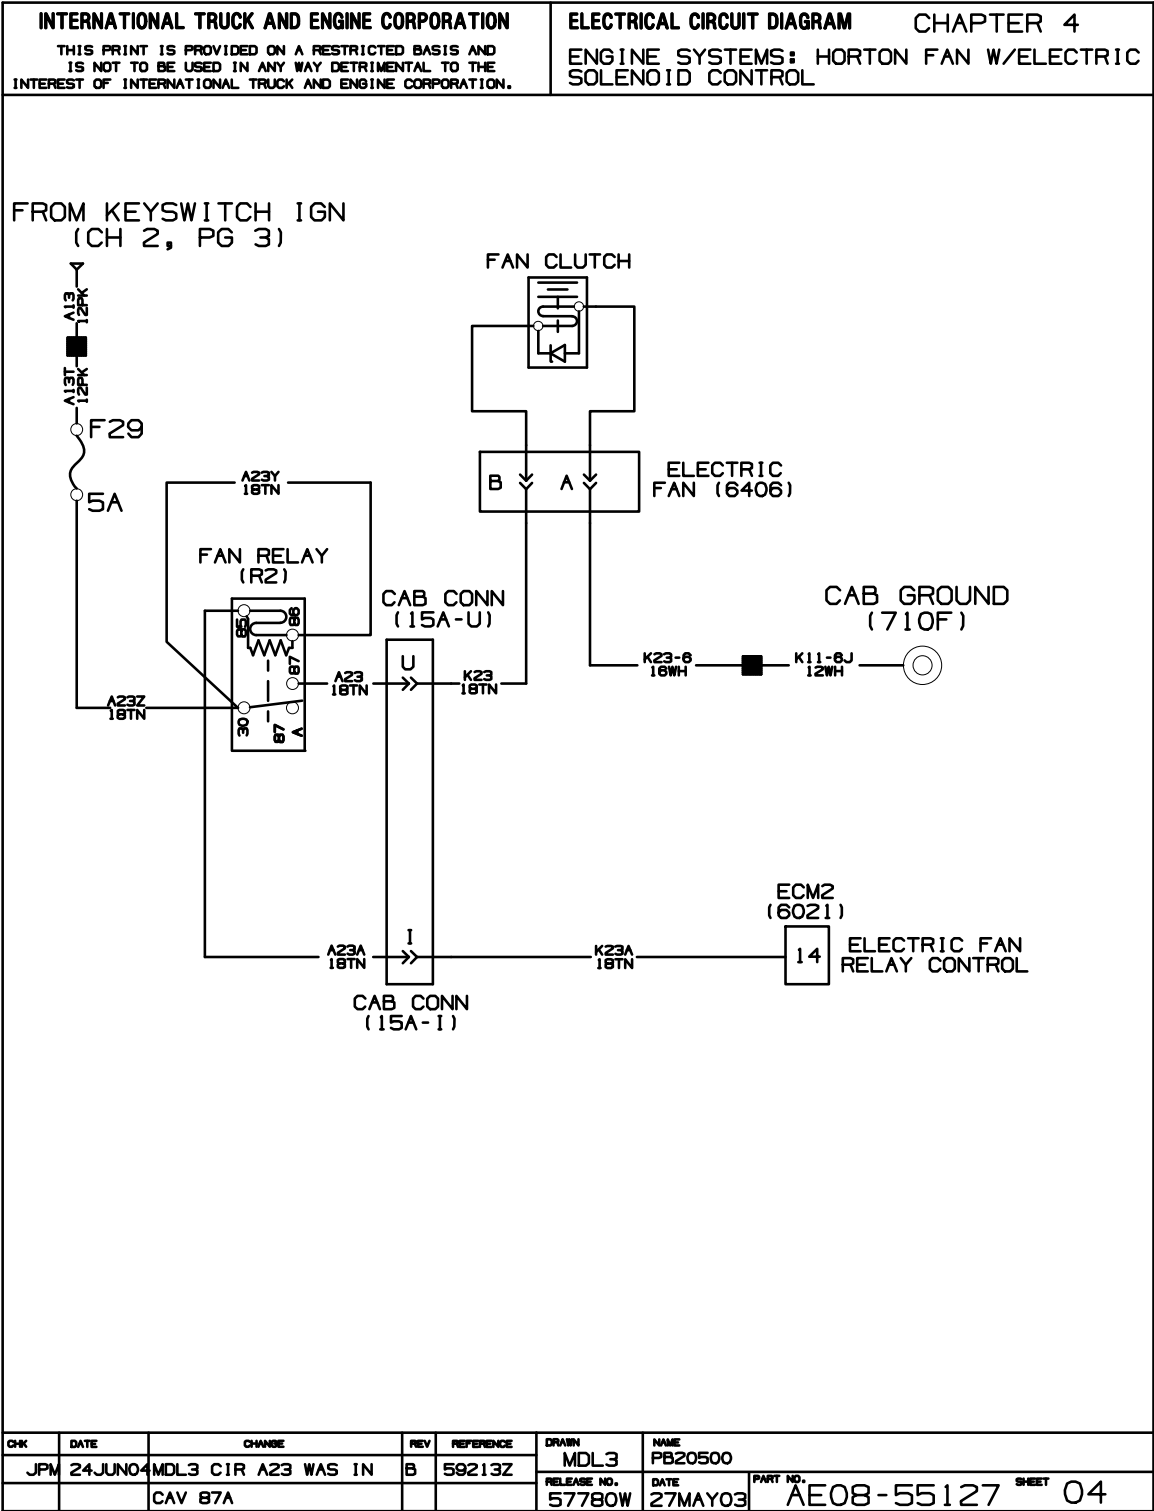 INTERNATIONAL TRUCK AND ENGINE CORPORATION
THIS PRINT IS PROVIDED ON A RESTRICTED BASIS AND
IS NOT TO BE USED IN ANY WAY DETRIMENTAL TO THE
INTEREST OF INTERNATIONAL TRUCK AND ENGINE CORPORATION.
ELECTRICAL CIRCUIT DIAGRAM CHAPTER 4
ENGINE SYSTEMS: HORTON FAN W/ELECTRIC
SOLENOID CONTROL
FROM KEYSWITCH IGN
(CH 2, PG 3)
A13
12PK
A13T
12PK
F29
5A
FAN CLUTCH
B A
ELECTRIC
FAN (6406)
A23Y
18TN
FAN RELAY
(R2)
85
86
87
30
87
A
A23Z
18TN
A23
18TN
CAB CONN
(15A-U)
U
K23
18TN
K23-6
16WH
K11-6J
12WH
CAB GROUND
(710F)
A23A
18TN
I
CAB CONN
(15A-I)
K23A
18TN
ECM2
(6021)
14
ELECTRIC FAN
RELAY CONTROL
CHK DATE CHANGE REV REFERENCE
JPM 24JUN04 MDL3 CIR A23 WAS IN B 59213Z
CAV 87A
DRAWN
MDL3
NAME
PB20500
RELEASE NO.
57780W
DATE
27MAY03
PART NO.
AE08-55127
SHEET 04